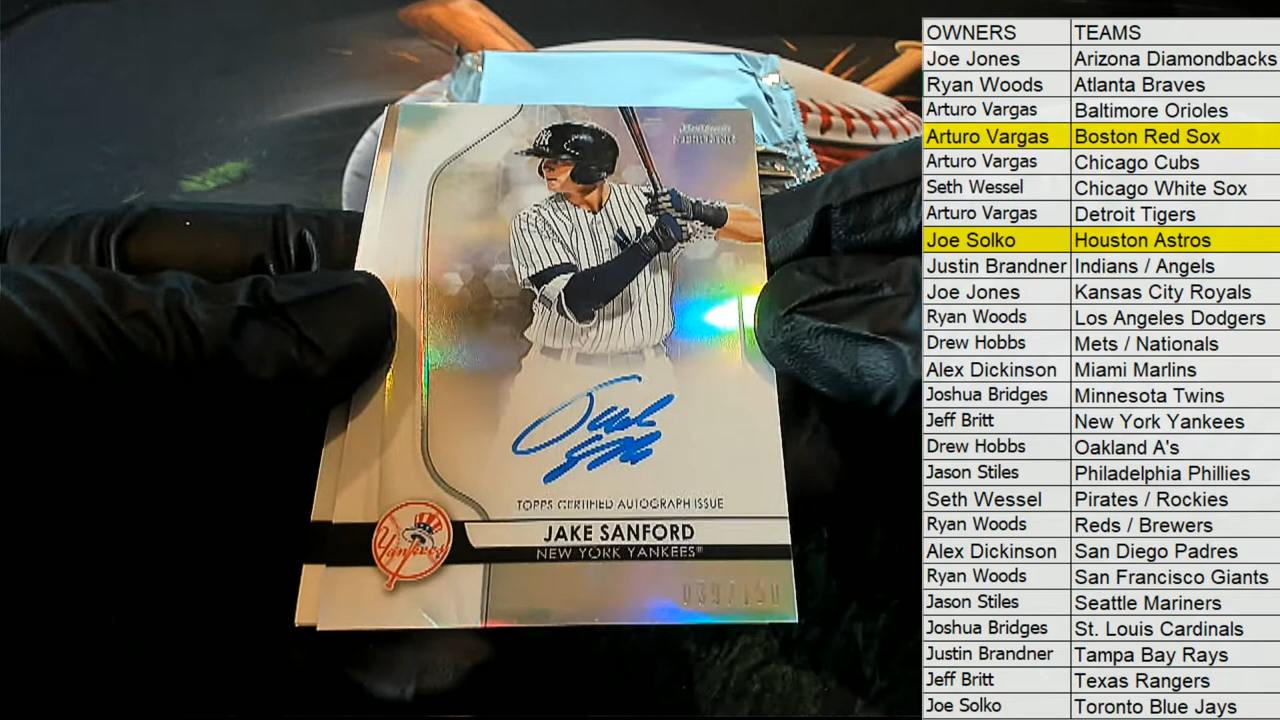 BOWMAN
STERLING
NY
TOPPS CERTIFIED AUTOGRAPH ISSUE
Yankees
JAKE SANFORD
NEW YORK YANKEES®
OWNERS TEAMS
Joe Jones Arizona Diamondbacks
Ryan Woods Atlanta Braves
Arturo Vargas Baltimore Orioles
Arturo Vargas Boston Red Sox
Arturo Vargas Chicago Cubs
Seth Wessel Chicago White Sox
Arturo Vargas Detroit Tigers
Joe Solko Houston Astros
Justin Brandner Indians / Angels
Joe Jones Kansas City Royals
Ryan Woods Los Angeles Dodgers
Drew Hobbs Mets / Nationals
Alex Dickinson Miami Marlins
Joshua Bridges Minnesota Twins
Jeff Britt New York Yankees
Drew Hobbs Oakland A's
Jason Stiles Philadelphia Phillies
Seth Wessel Pirates / Rockies
Ryan Woods Reds / Brewers
Alex Dickinson San Diego Padres
Ryan Woods San Francisco Giants
Jason Stiles Seattle Mariners
Joshua Bridges St. Louis Cardinals
Justin Brandner Tampa Bay Rays
Jeff Britt Texas Rangers
Joe Solko Toronto Blue Jays